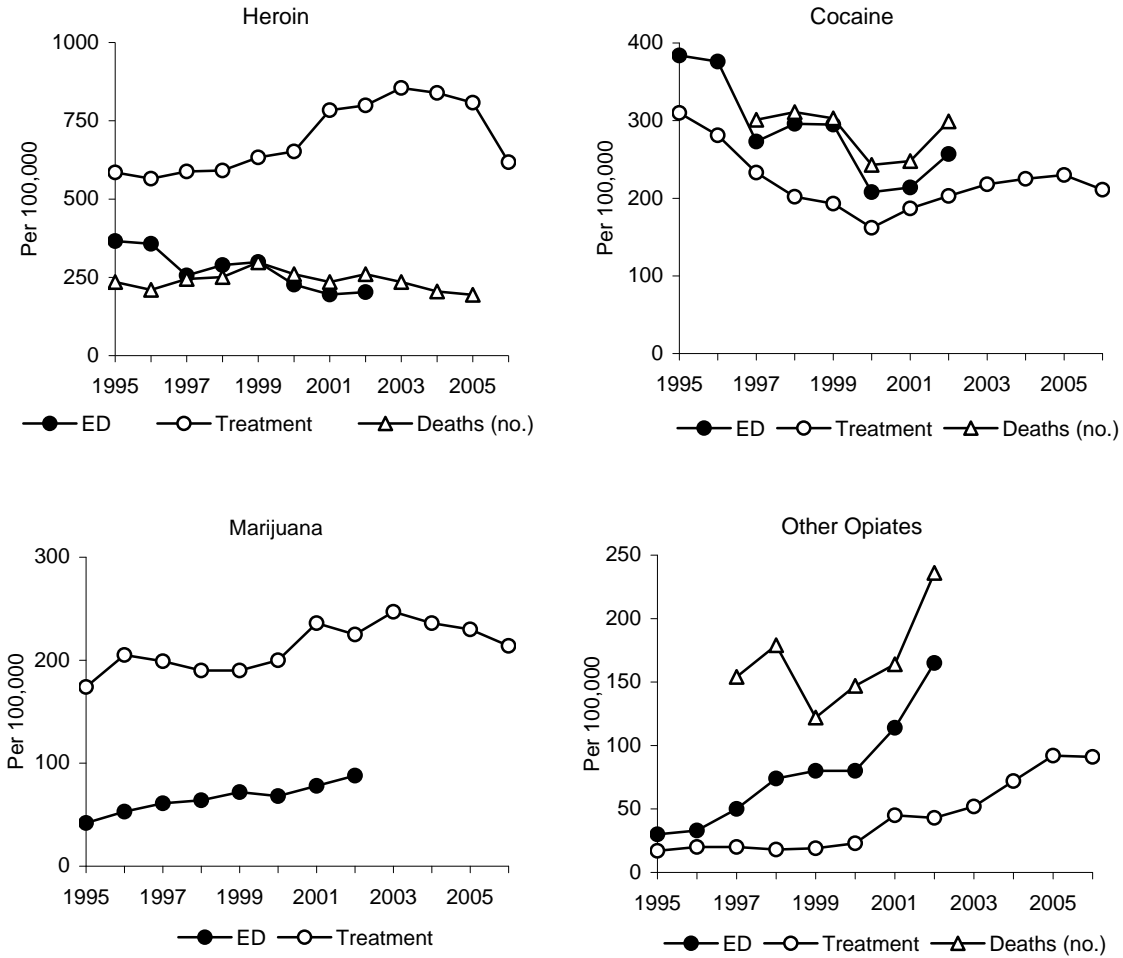 Heroin
1000
750
500
250
0
Per 100,000
1995 1997 1999 2001 2003 2005
ED Treatment Deaths (no.)
Cocaine
400
300
200
100
0
Per 100,000
1995 1997 1999 2001 2003 2005
ED Treatment Deaths (no.)
Marijuana
300
200
100
0
Per 100,000
1995 1997 1999 2001 2003 2005
ED Treatment
Other Opiates
250
200
150
100
50
0
Per 100,000
1995 1997 1999 2001 2003 2005
ED Treatment Deaths (no.)